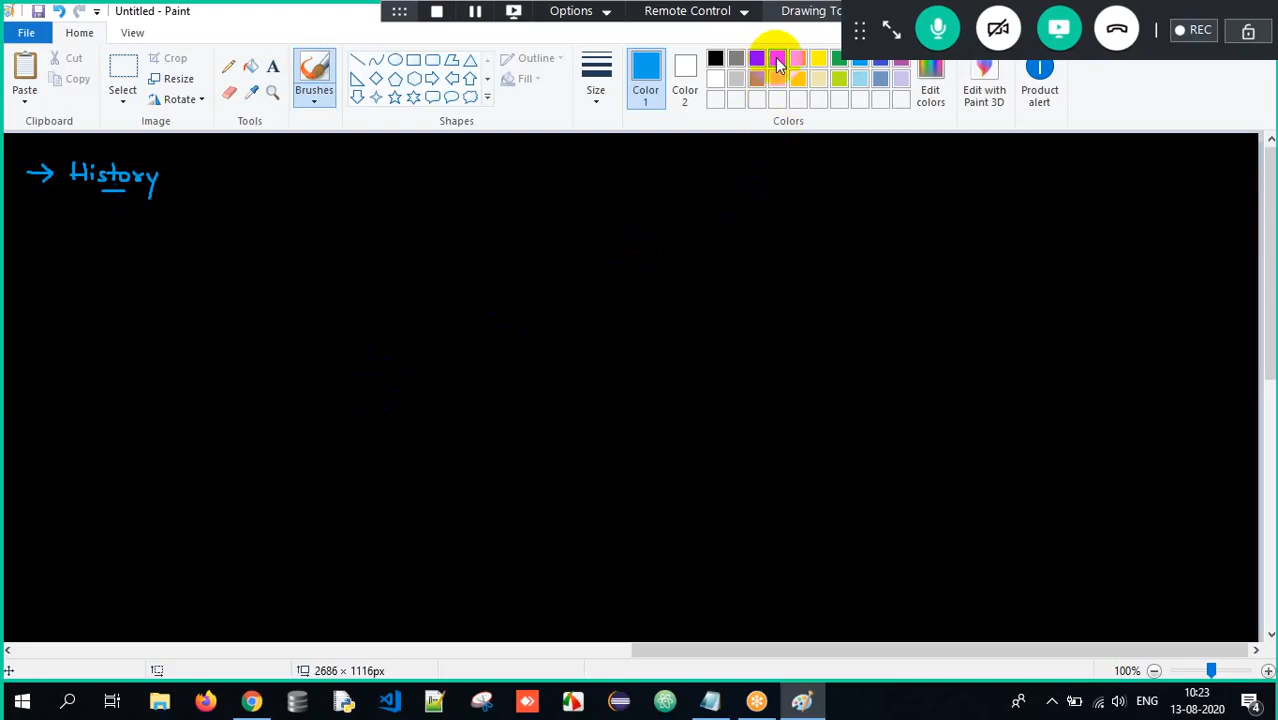 Untitled - Paint
Options
Remote Control
Drawing To
REC
File
Home
View
Paste
Cut
Copy
Clipboard
Select
Crop
Resize
Rotate
Image
A
Tools
Brushes
Outline
Fill
Shapes
Size
Color 1
Color 2
Colors
Edit colors
Edit with Paint 3D
Product alert
→ History
2686 × 1116px
100%
ENG
10:23
13-08-2020
4